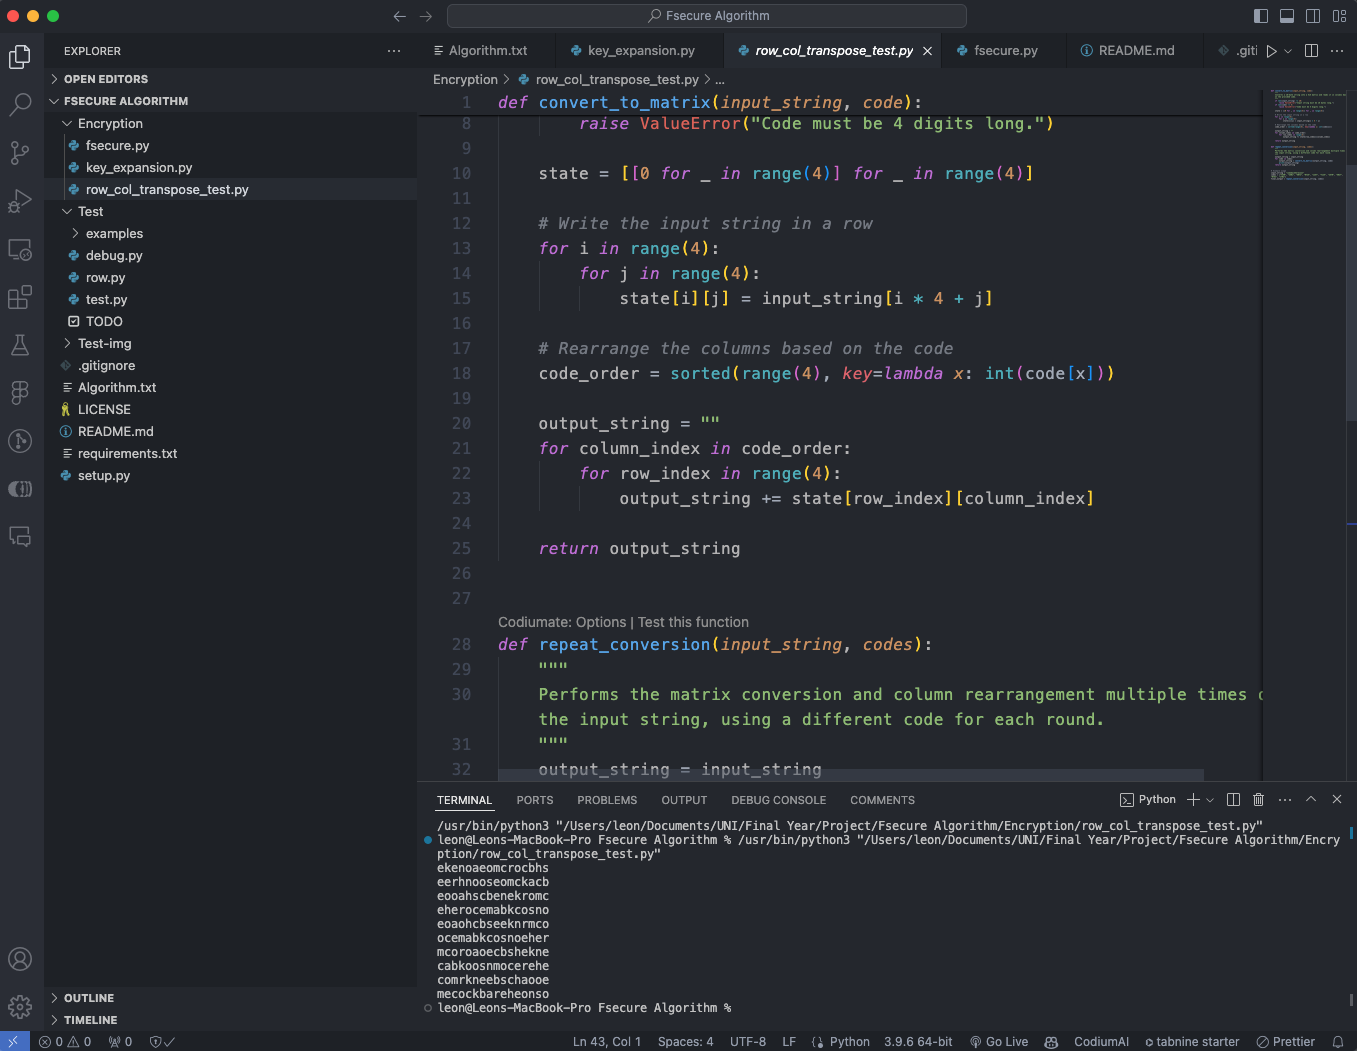 Fsecure Algorithm
EXPLORER
OPEN EDITORS
FSECURE ALGORITHM
Encryption
fsecure.py
key_expansion.py
row_col_transpose_test.py
Test
examples
debug.py
row.py
test.py
TODO
Test-img
.gitignore
Algorithm.txt
LICENSE
README.md
requirements.txt
setup.py
OUTLINE
TIMELINE
Algorithm.txt key_expansion.py row_col_transpose_test.py fsecure.py README.md .giti
Encryption > row_col_transpose_test.py > ...
1 def convert_to_matrix(input_string, code):
8 raise ValueError("Code must be 4 digits long.")
9
10 state = [[0 for _ in range(4)] for _ in range(4)]
11
12 # Write the input string in a row
13 for i in range(4):
14 for j in range(4):
15 state[i][j] = input_string[i * 4 + j]
16
17 # Rearrange the columns based on the code
18 code_order = sorted(range(4), key=lambda x: int(code[x]))
19
20 output_string = ""
21 for column_index in code_order:
22 for row_index in range(4):
23 output_string += state[row_index][column_index]
24
25 return output_string
26
27
Codiumate: Options | Test this function
28 def repeat_conversion(input_string, codes):
29 """
30 Performs the matrix conversion and column rearrangement multiple times
the input string, using a different code for each round.
31 """
32 output_string = input_string
TERMINAL PORTS PROBLEMS OUTPUT DEBUG CONSOLE COMMENTS Python
/usr/bin/python3 "/Users/leon/Documents/UNI/Final Year/Project/Fsecure Algorithm/Encryption/row_col_transpose_test.py"
leon@Leons-MacBook-Pro Fsecure Algorithm % /usr/bin/python3 "/Users/leon/Documents/UNI/Final Year/Project/Fsecure Algorithm/Encry
ption/row_col_transpose_test.py"
ekenoaeomcrocbhs
eerhnooseomckacb
eooahscbenekromc
eherocemabkcosno
eoaohcbseeknrmco
ocemabkcosnoeher
mcoroaoecbshekne
cabkoosnmocerehe
comrkneebschaooe
mecockbareheonso
leon@Leons-MacBook-Pro Fsecure Algorithm %
0 0 0 Ln 43, Col 1 Spaces: 4 UTF-8 LF Python 3.9.6 64-bit Go Live CodiumAI tabnine starter Prettier